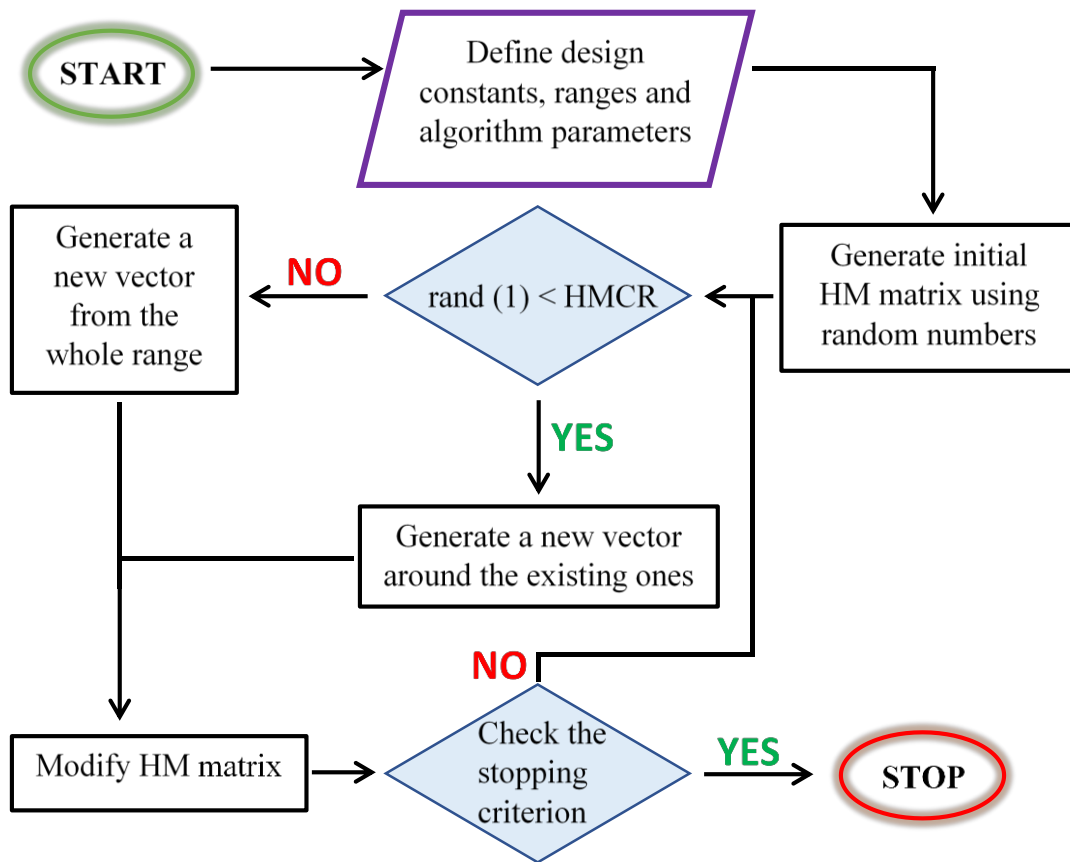 START
Define design
constants, ranges and
algorithm parameters
Generate initial
HM matrix using
random numbers
rand (1) < HMCR
NO
Generate a
new vector
from the
whole range
YES
Generate a new vector
around the existing ones
Modify HM matrix
Check the
stopping
criterion
NO
YES
STOP